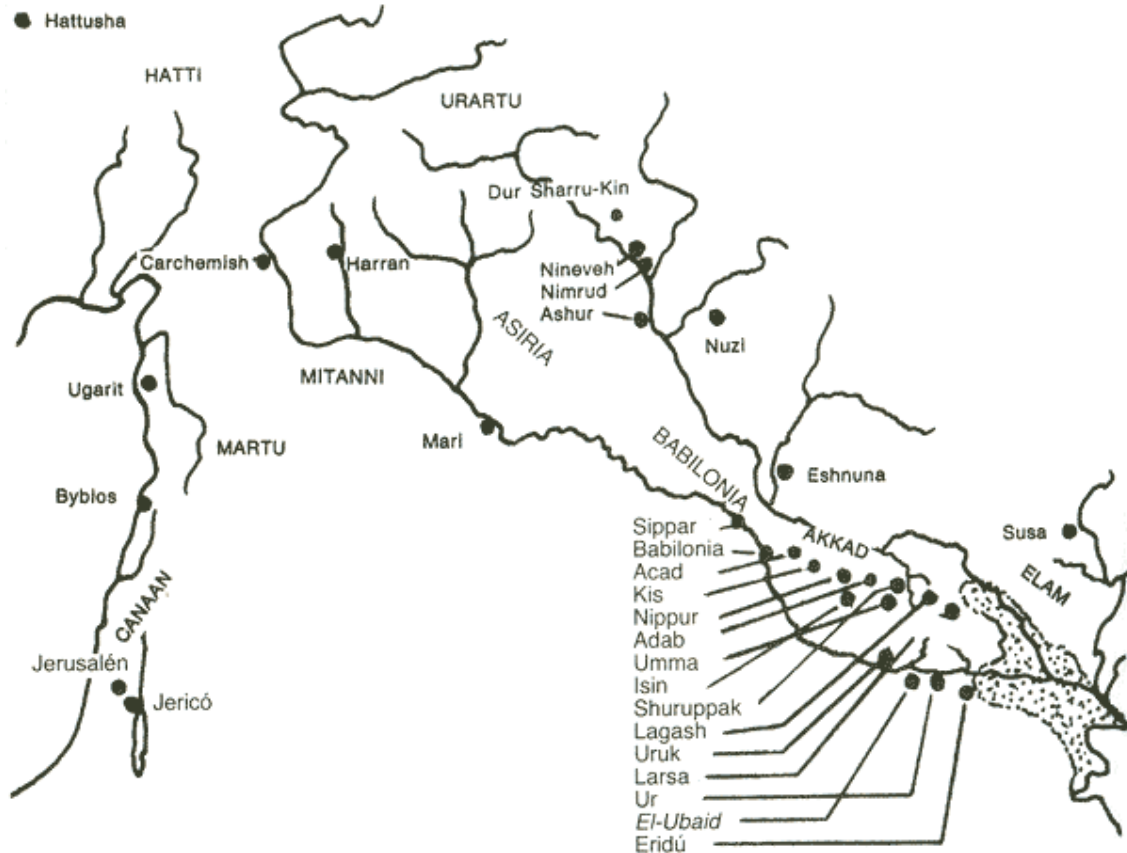 Hattusha
HATTI
URARTU
Dur Sharru-Kin
Carchemish
Harran
Nineveh
Nimrud
Ashur
ASIRIA
Nuzi
MITANNI
Ugarit
MARTU
Mari
BABILONIA
Eshnuna
Byblos
Sippar
AKKAD
Susa
Babilonia
Acad
ELAM
Kis
Nippur
CANAAN
Adab
Umma
Jerusalén
Isin
Jericó
Shuruppak
Lagash
Uruk
Larsa
Ur
El-Ubaid
Eridú